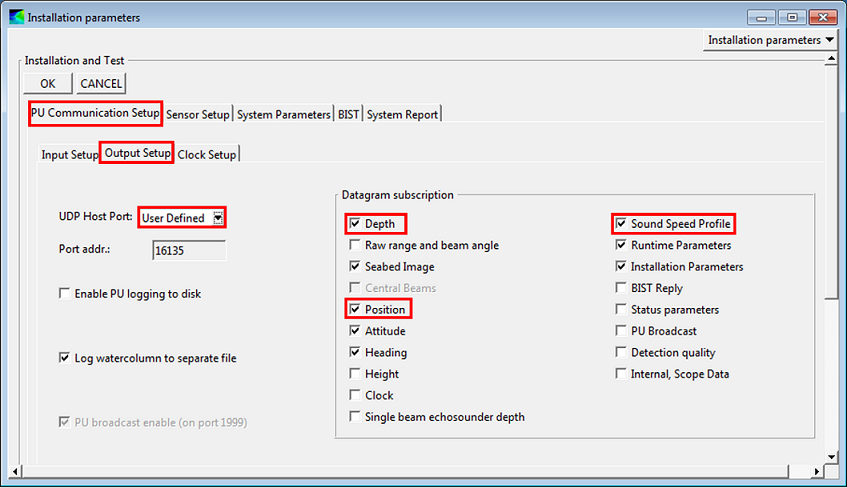 Installation parameters
Installation parameters
Installation and Test
OK CANCEL
PU Communication Setup Sensor Setup System Parameters BIST System Report
Input Setup Output Setup Clock Setup
UDP Host Port: User Defined
Port addr.: 16135
Enable PU logging to disk
Log watercolumn to separate file
PU broadcast enable (on port 1999)
Datagram subscription
Depth
Raw range and beam angle
Seabed Image
Central Beams
Position
Attitude
Heading
Height
Clock
Single beam echosounder depth
Sound Speed Profile
Runtime Parameters
Installation Parameters
BIST Reply
Status parameters
PU Broadcast
Detection quality
Internal, Scope Data